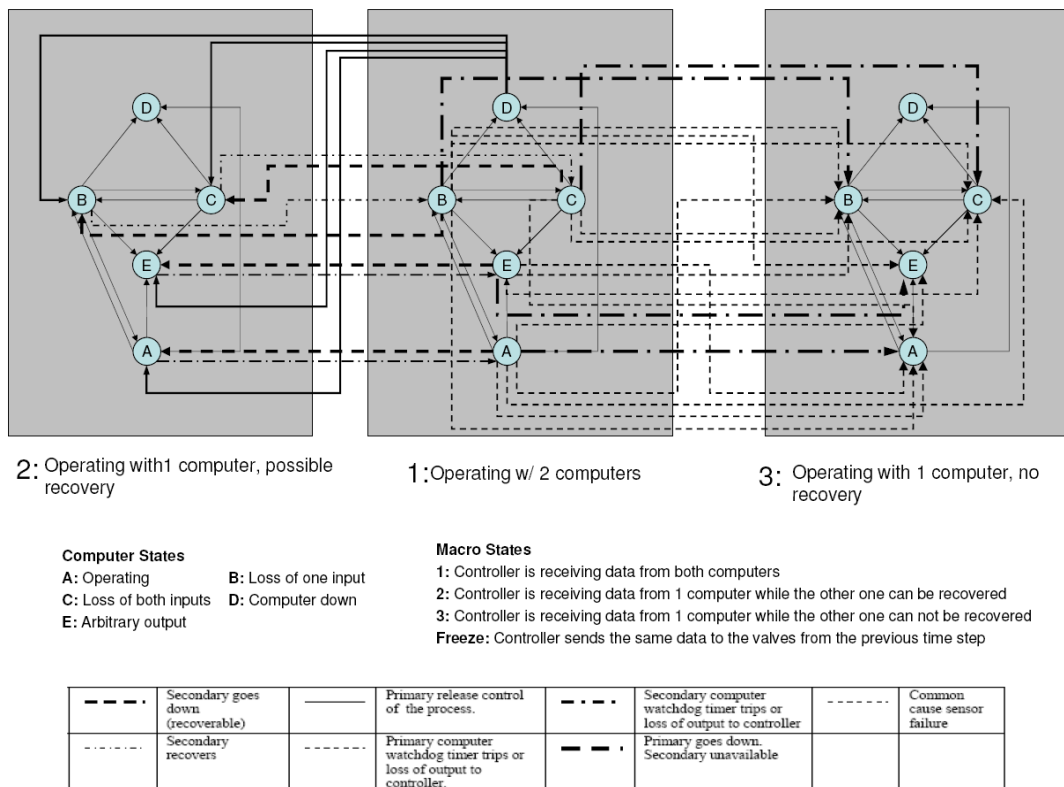 D
D
D
B
C
B
C
B
C
E
E
E
A
A
A
2: Operating with1 computer, possible
recovery
1:Operating w/ 2 computers
3: Operating with 1 computer, no
recovery
Computer States
A: Operating
B: Loss of one input
C: Loss of both inputs
D: Computer down
E: Arbitrary output
Macro States
1: Controller is receiving data from both computers
2: Controller is receiving data from 1 computer while the other one can be recovered
3: Controller is receiving data from 1 computer while the other one can not be recovered
Freeze: Controller sends the same data to the valves from the previous time step
Secondary goes
down
(recoverable)
Primary release control
of the process.
Secondary computer
watchdog timer trips or
loss of output to controller
Common
cause sensor
failure
Secondary
recovers
Primary computer
watchdog timer trips or
loss of output to
controller.
Primary goes down.
Secondary unavailable